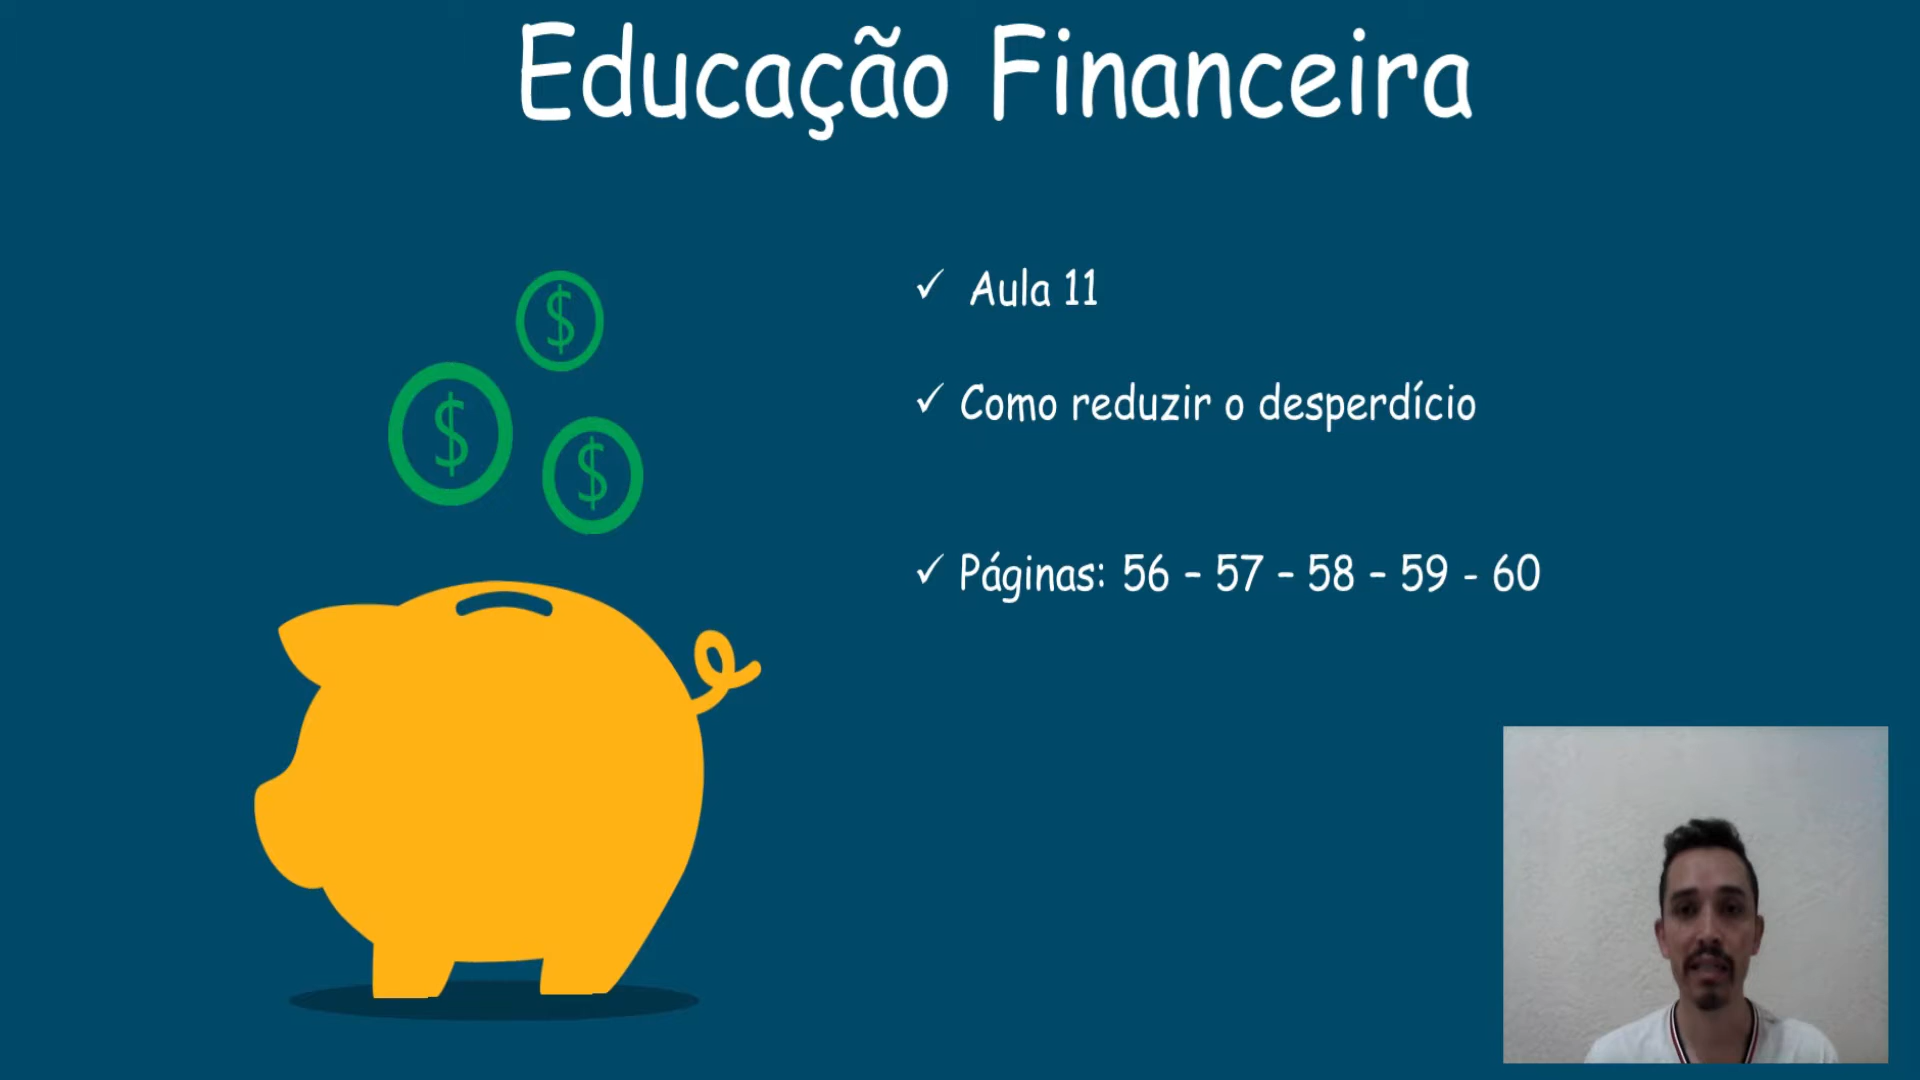 Educação Financeira
$
$
$
✓ Aula 11
✓ Como reduzir o desperdício
✓ Páginas: 56 – 57 – 58 – 59 - 60